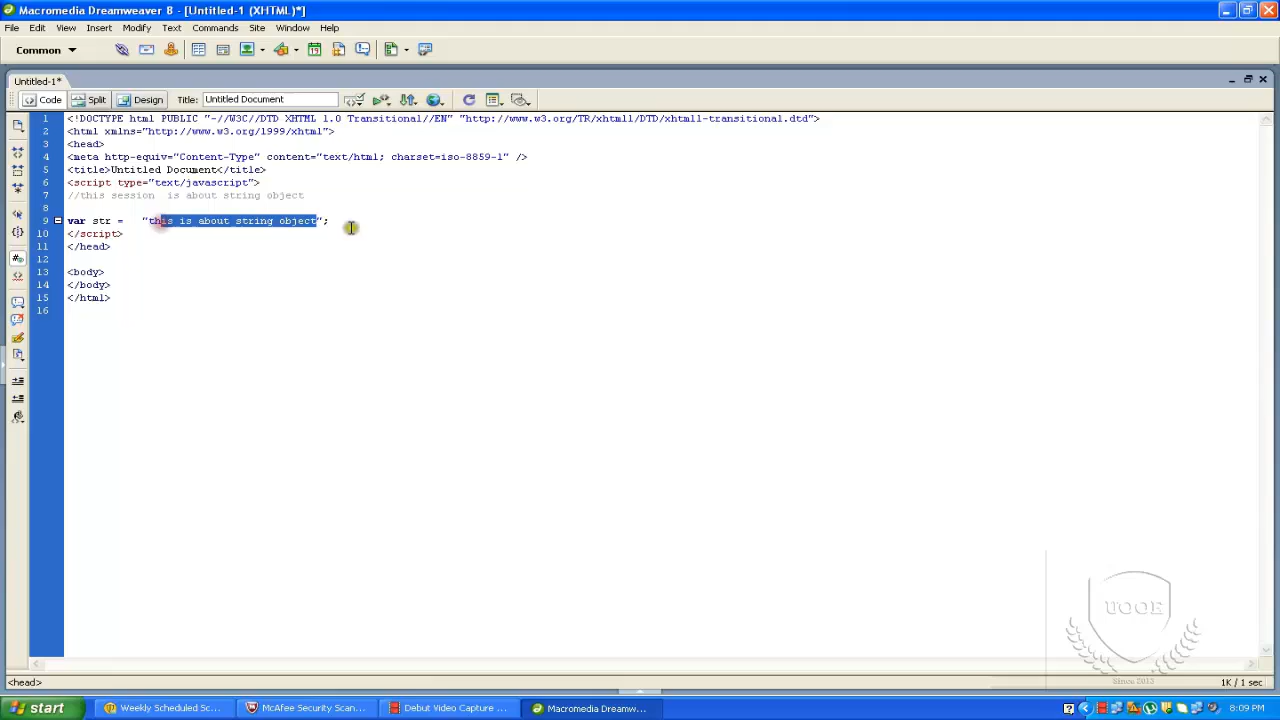 Macromedia Dreamweaver 8 - [Untitled-1 (XHTML)*]
File Edit View Insert Modify Text Commands Site Window Help
Common
Untitled-1*
Code Split Design Title: Untitled Document
1 <!DOCTYPE html PUBLIC "-//W3C//DTD XHTML 1.0 Transitional//EN" "http://www.w3.org/TR/xhtml1/DTD/xhtml1-transitional.dtd">
2 <html xmlns="http://www.w3.org/1999/xhtml">
3 <head>
4 <meta http-equiv="Content-Type" content="text/html; charset=iso-8859-1" />
5 <title>Untitled Document</title>
6 <script type="text/javascript">
7 //this session  is about string object
8
9 var str =   "this is about string object";
10 </script>
11 </head>
12
13 <body>
14 </body>
15 </html>
16
UOOE
Since 2013
<head>
1K / 1 sec
start Weekly Scheduled Sc... McAfee Security Scan... Debut Video Capture ... Macromedia Dreamw... 8:09 PM